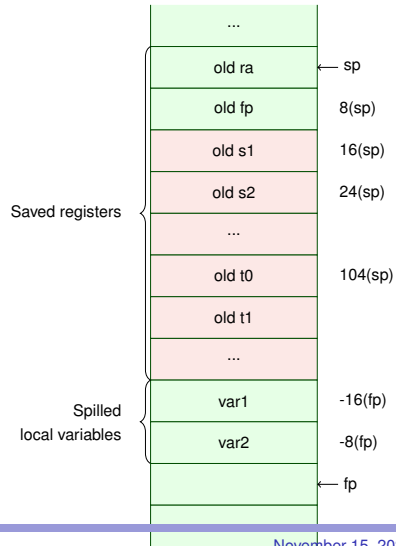 ...
old ra
← sp
old fp
8(sp)
old s1
16(sp)
old s2
24(sp)
Saved registers
...
old t0
104(sp)
old t1
...
var1
-16(fp)
Spilled
local variables
var2
-8(fp)
← fp
November 15, 20